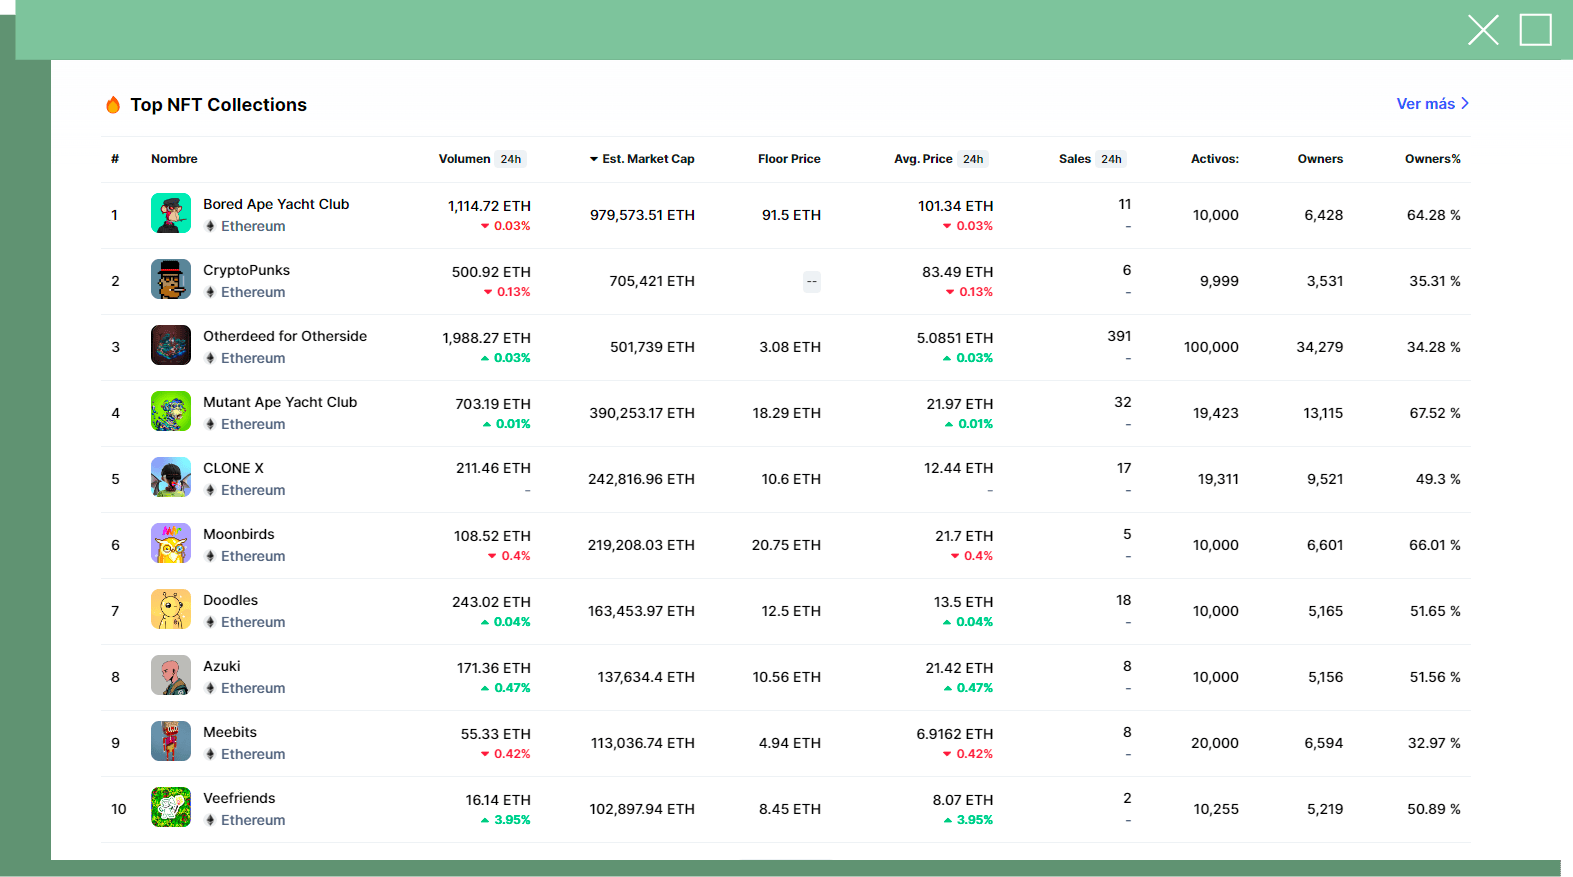 Top NFT Collections
Ver más
# Nombre Volumen 24h Est. Market Cap Floor Price Avg. Price 24h Sales 24h Activos: Owners Owners%
1 Bored Ape Yacht Club Ethereum 1,114.72 ETH 0.03% 979,573.51 ETH 91.5 ETH 101.34 ETH 0.03% 11 - 10,000 6,428 64.28 %
2 CryptoPunks Ethereum 500.92 ETH 0.13% 705,421 ETH -- 83.49 ETH 0.13% 6 - 9,999 3,531 35.31 %
3 Otherdeed for Otherside Ethereum 1,988.27 ETH 0.03% 501,739 ETH 3.08 ETH 5.0851 ETH 0.03% 391 - 100,000 34,279 34.28 %
4 Mutant Ape Yacht Club Ethereum 703.19 ETH 0.01% 390,253.17 ETH 18.29 ETH 21.97 ETH 0.01% 32 - 19,423 13,115 67.52 %
5 CLONE X Ethereum 211.46 ETH - 242,816.96 ETH 10.6 ETH 12.44 ETH - 17 - 19,311 9,521 49.3 %
6 Moonbirds Ethereum 108.52 ETH 0.4% 219,208.03 ETH 20.75 ETH 21.7 ETH 0.4% 5 - 10,000 6,601 66.01 %
7 Doodles Ethereum 243.02 ETH 0.04% 163,453.97 ETH 12.5 ETH 13.5 ETH 0.04% 18 - 10,000 5,165 51.65 %
8 Azuki Ethereum 171.36 ETH 0.47% 137,634.4 ETH 10.56 ETH 21.42 ETH 0.47% 8 - 10,000 5,156 51.56 %
9 Meebits Ethereum 55.33 ETH 0.42% 113,036.74 ETH 4.94 ETH 6.9162 ETH 0.42% 8 - 20,000 6,594 32.97 %
10 Veefriends Ethereum 16.14 ETH 3.95% 102,897.94 ETH 8.45 ETH 8.07 ETH 3.95% 2 - 10,255 5,219 50.89 %